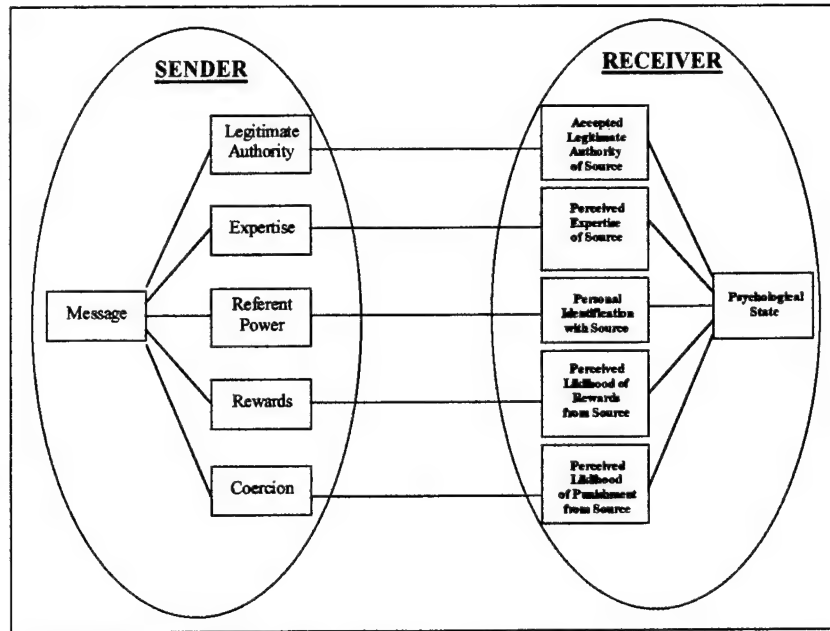 SENDER
RECEIVER
Legitimate
Authority
Accepted
Legitimate
Authority
of Source
Expertise
Perceived
Expertise
of Source
Message
Referent
Power
Personal
Identification
with Source
Psychological
State
Rewards
Perceived
Liklihood of
Rewards
from Source
Coercion
Perceived
Liklihood
of Punishment
from Source